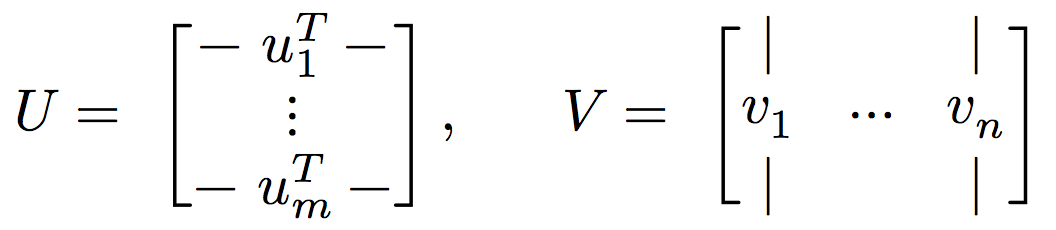 U = [ − u_1^T − ; ⋮ ; − u_m^T − ] , V = [ | | ; v_1 ⋯ v_n ; | | ]